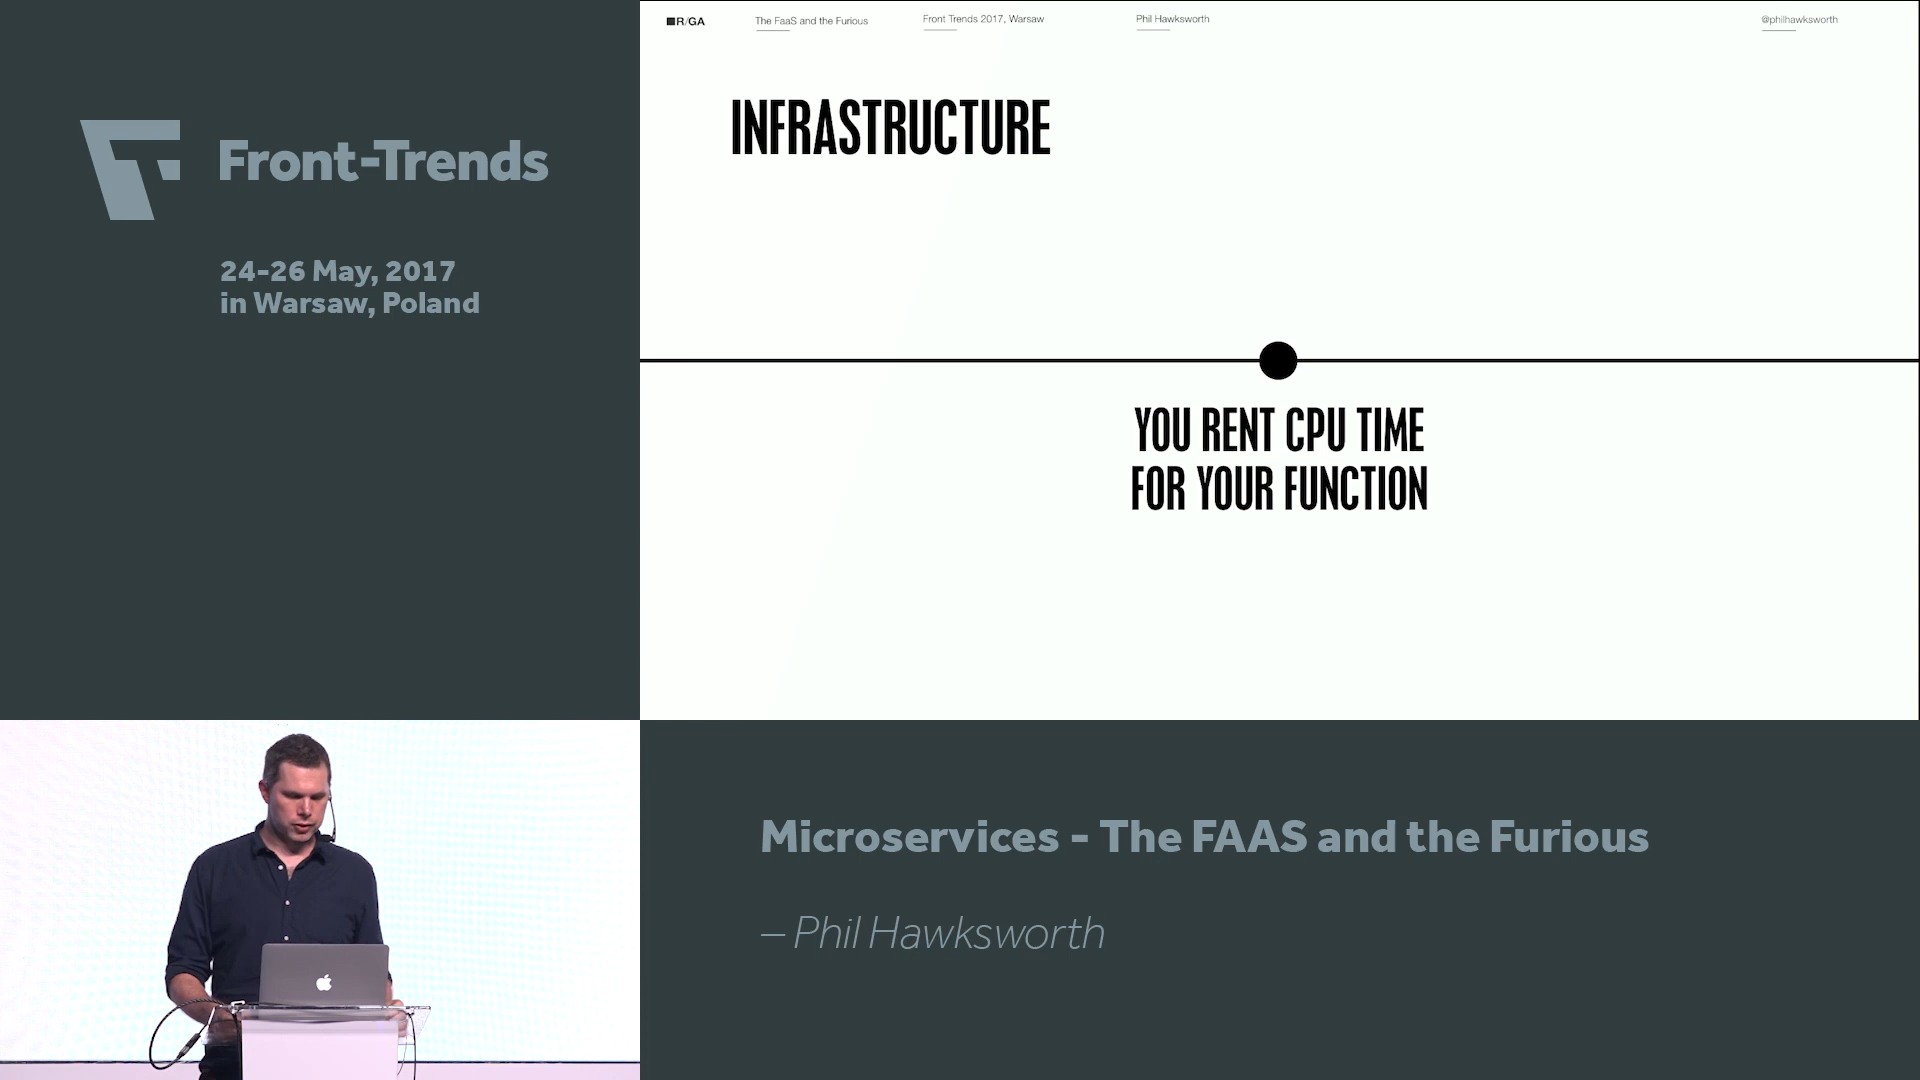 Front-Trends
24-26 May, 2017
in Warsaw, Poland
R/GA
The FaaS and the Furious
Front Trends 2017, Warsaw
Phil Hawksworth
@philhawksworth
INFRASTRUCTURE
YOU RENT CPU TIME
FOR YOUR FUNCTION
Microservices - The FAAS and the Furious
– Phil Hawksworth